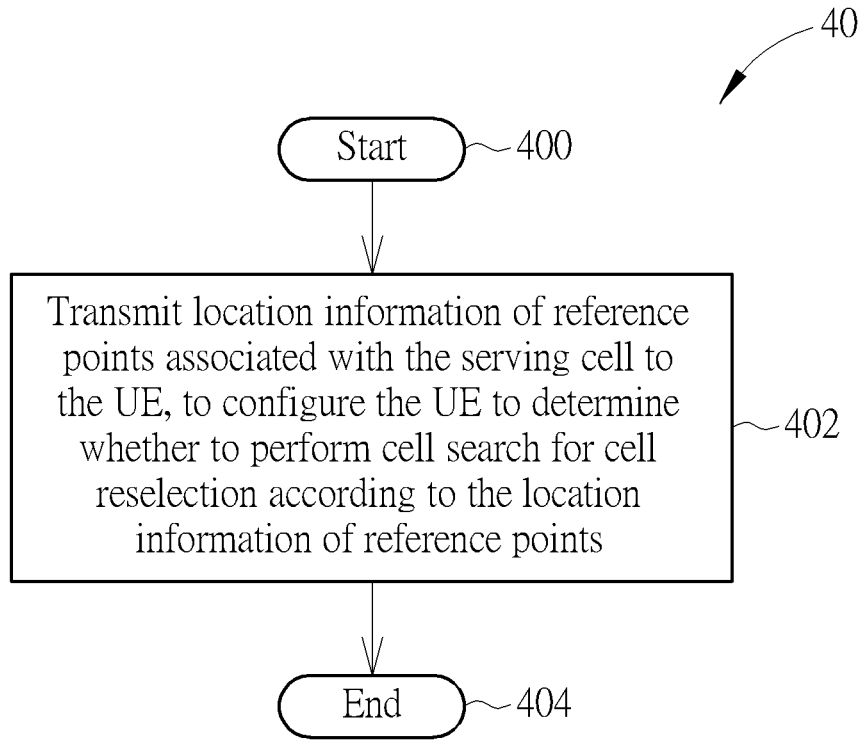 40
Start
400
Transmit location information of reference
points associated with the serving cell to
the UE, to configure the UE to determine
whether to perform cell search for cell
reselection according to the location
information of reference points
402
End
404